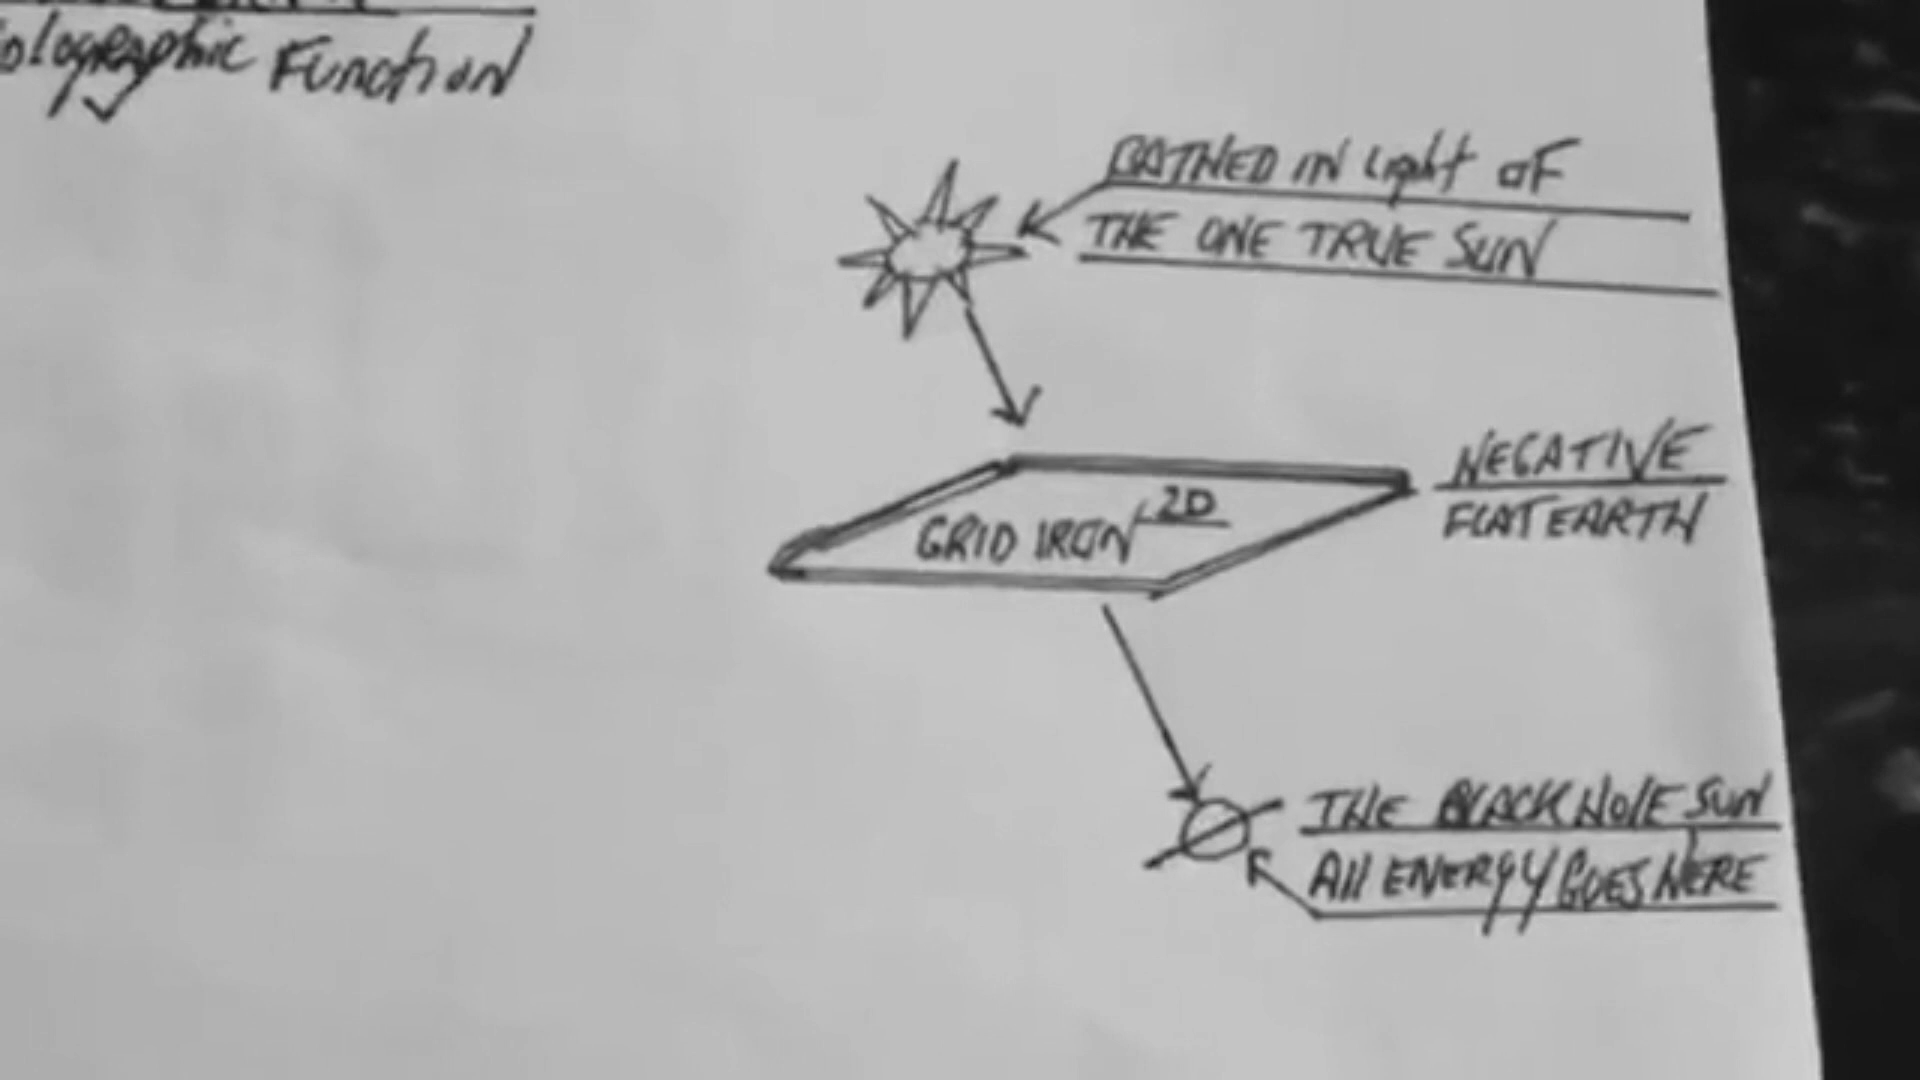 olographic Function
BATHED IN Light OF
THE ONE TRUE SUN
GRID IRON 2D
NEGATIVE
FLAT EARTH
THE BLACK HOLE SUN
All ENERGY GOES HERE